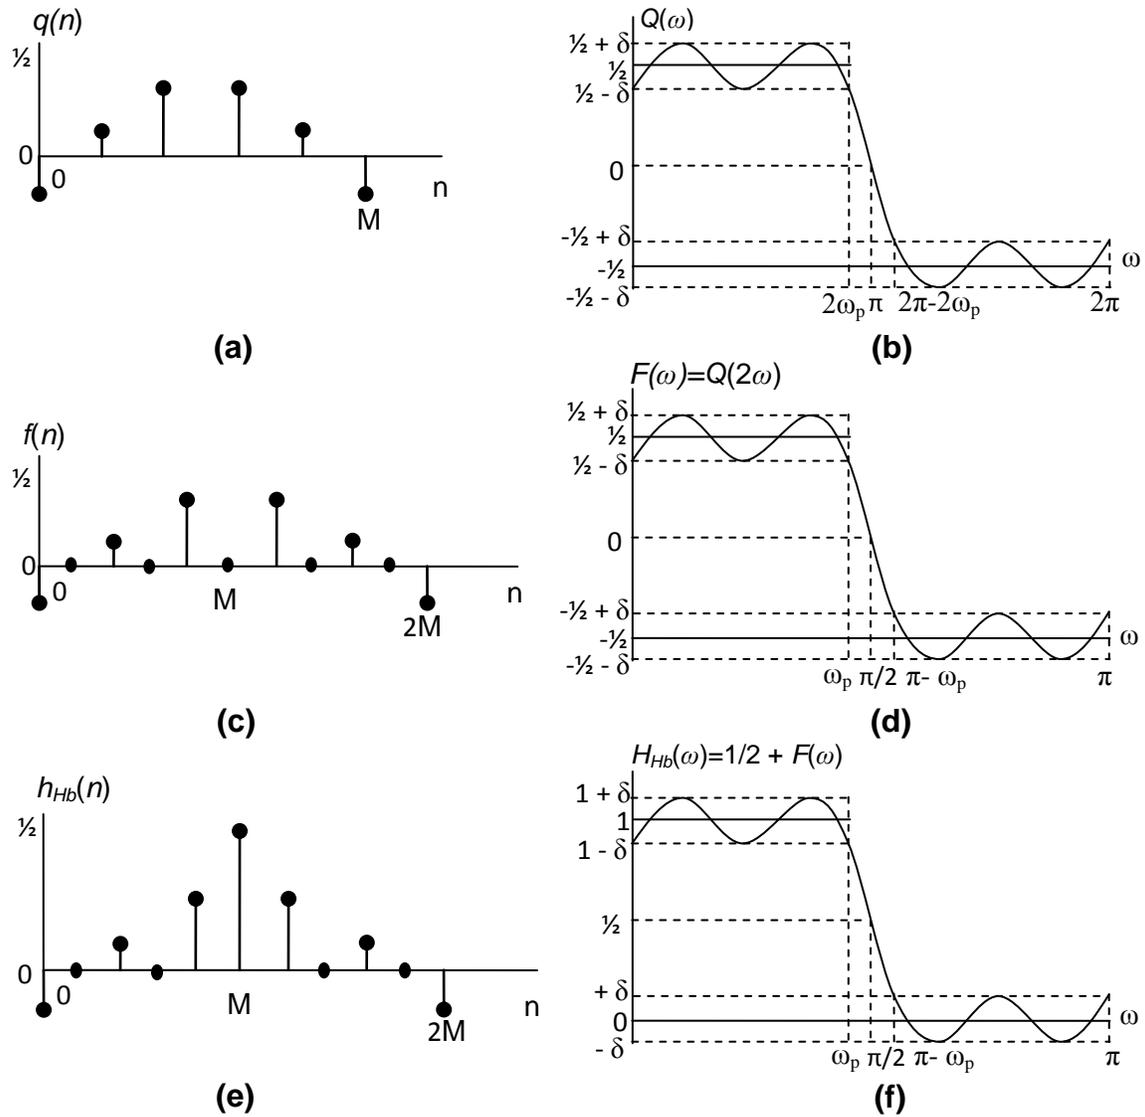 q(n)
½
0
0
n
M
(a)
Q(ω)
½ + δ
½
½ - δ
0
-½ + δ
-½
-½ - δ
ω
2ωp π 2π-2ωp 2π
(b)
f(n)
½
0
0
M
n
2M
(c)
F(ω)=Q(2ω)
½ + δ
½
½ - δ
0
-½ + δ
-½
-½ - δ
ω
ωp π/2 π- ωp π
(d)
hHb(n)
½
0
0
M
n
2M
(e)
HHb(ω)=1/2 + F(ω)
1 + δ
1
1 - δ
½
+ δ
0
- δ
ω
ωp π/2 π- ωp π
(f)